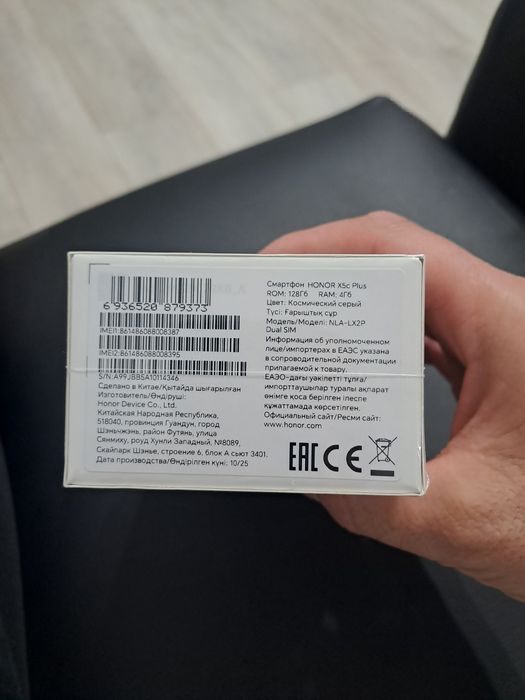 6 936520 879373
IMEI1:861486088008387
IMEI2:861486088008395
S/N:A99JBBSA10114346
Сделано в Китае/Қытайда шығарылған
Изготовитель/Өндіруші:
Honor Device Co., Ltd.
Китайская Народная Республика,
518040, провинция Гуандун, город
Шэньчжэнь, район Футянь, улица
Сянмиху, роуд Хунли Западный, №8089,
Скайпарк Шэнье, строение 6, блок А сьют 3401.
Дата производства/Өндірілген күні: 10/25
Смартфон HONOR X5c Plus
ROM: 128Гб RAM: 4Гб
Цвет: Космический серый
Түсі: Ғарыштық сұр
Модель/Моделі: NLA-LX2P
Dual SIM
Информация об уполномоченном
лице/импортерах в ЕАЭС указана
в сопроводительной документации
прилагаемой к товару.
ЕАЭО-дағы уәкілетті тұлға/
импорттаушылар туралы ақпарат
өнімге қоса берілген ілеспе
құжаттамада көрсетілген.
Официальный сайт/Ресми сайт:
www.honor.com
EAC CE